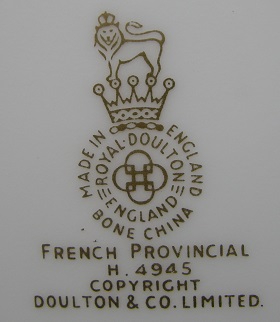 MADE IN ENGLAND
ROYAL·DOULTON
ENGLAND
BONE CHINA
FRENCH PROVINCIAL
H. 4945
COPYRIGHT
DOULTON & CO. LIMITED.